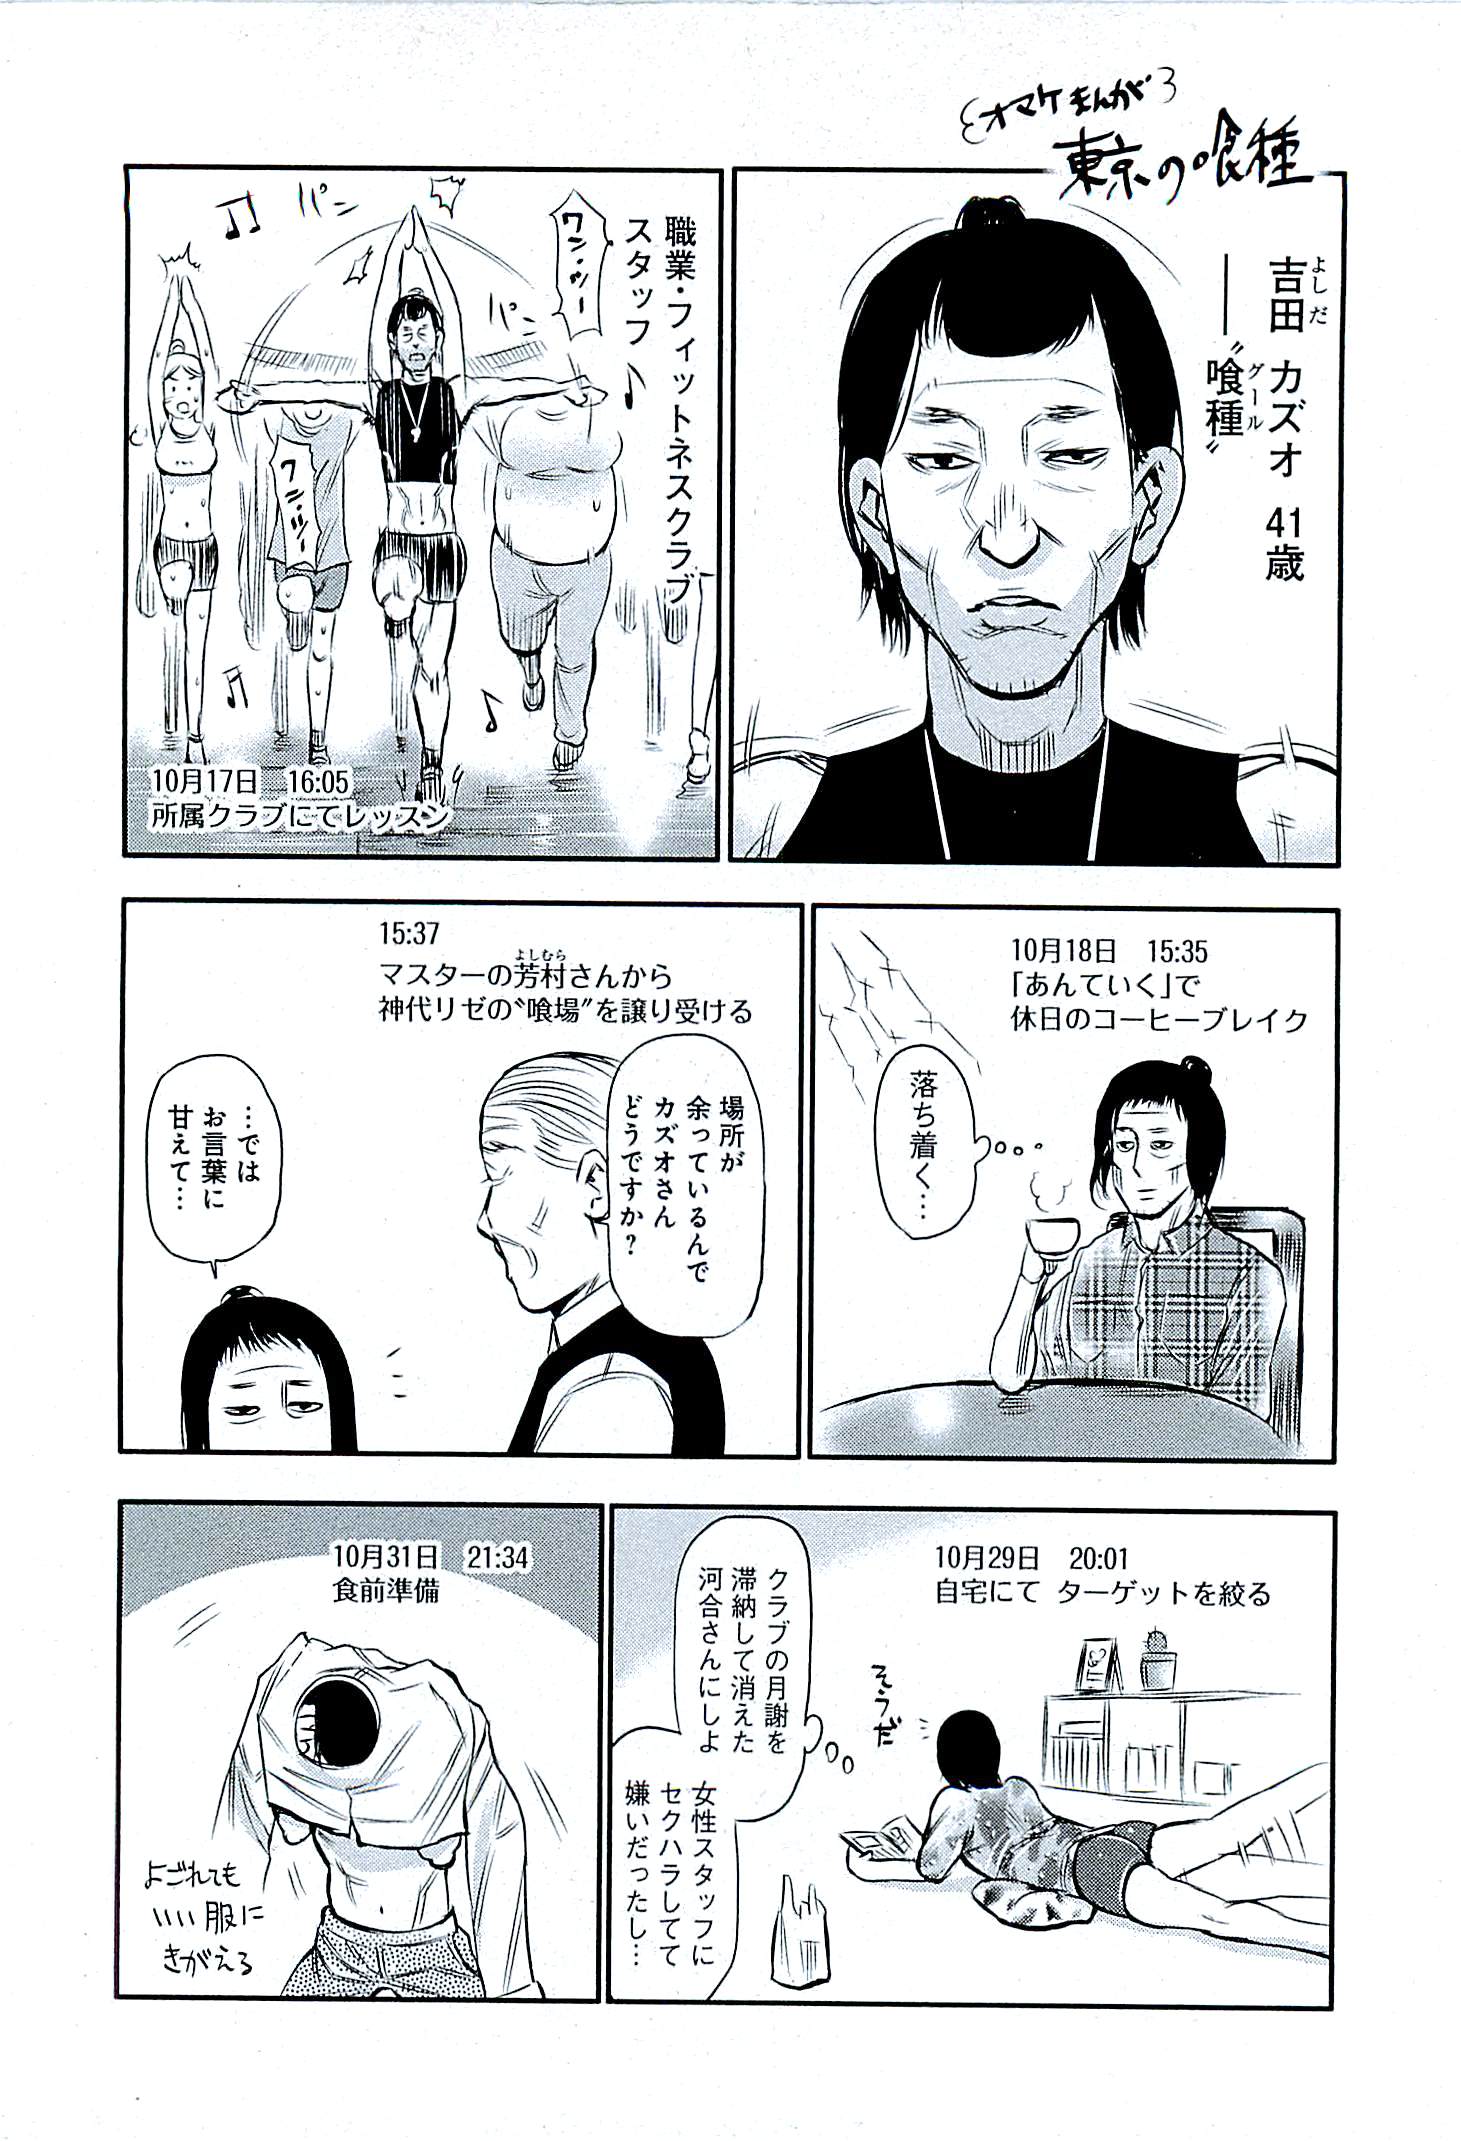 オマケまんが
東京の喰種
吉田 カズオ 41歳
よしだ
――“喰種”
グール
職業・フィットネスクラブ
スタッフ
ワン・ツー
パン
パン
ワン・ツー
10月17日 16:05
所属クラブにてレッスン
10月18日 15:35
「あんていく」で
休日のコーヒーブレイク
落ち着く…
15:37
マスターの芳村さんから
よしむら
神代リゼの“喰場”を譲り受ける
場所が
余っているんで
カズオさん
どうですか？
…では
お言葉に
甘えて…
10月29日 20:01
自宅にて ターゲットを絞る
そうだ
クラブの月謝を
滞納して消えた
河合さんにしよ
女性スタッフに
セクハラしてて
嫌いだったし…
10月31日 21:34
食前準備
よごれても
いい服に
きがえる